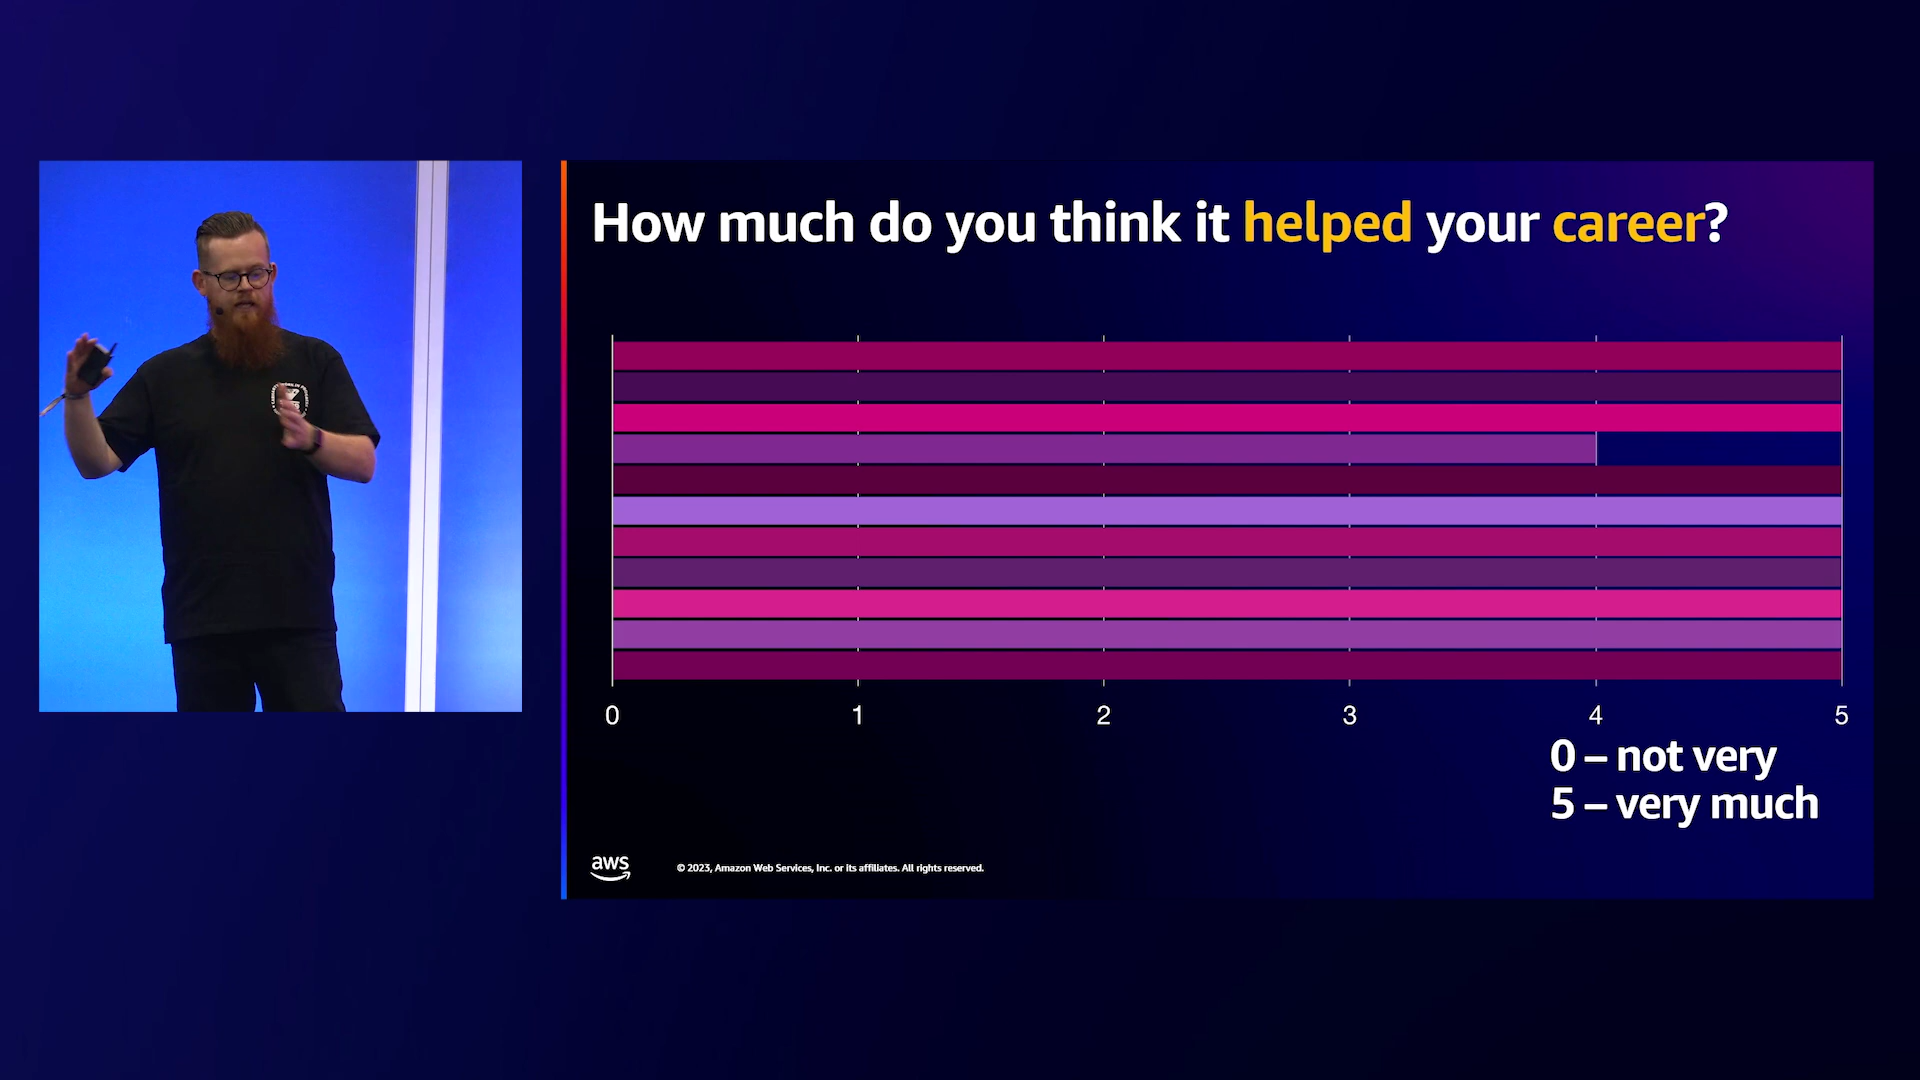 How much do you think it helped your career?
0 1 2 3 4 5
0 – not very
5 – very much
aws
© 2023, Amazon Web Services, Inc. or its affiliates. All rights reserved.